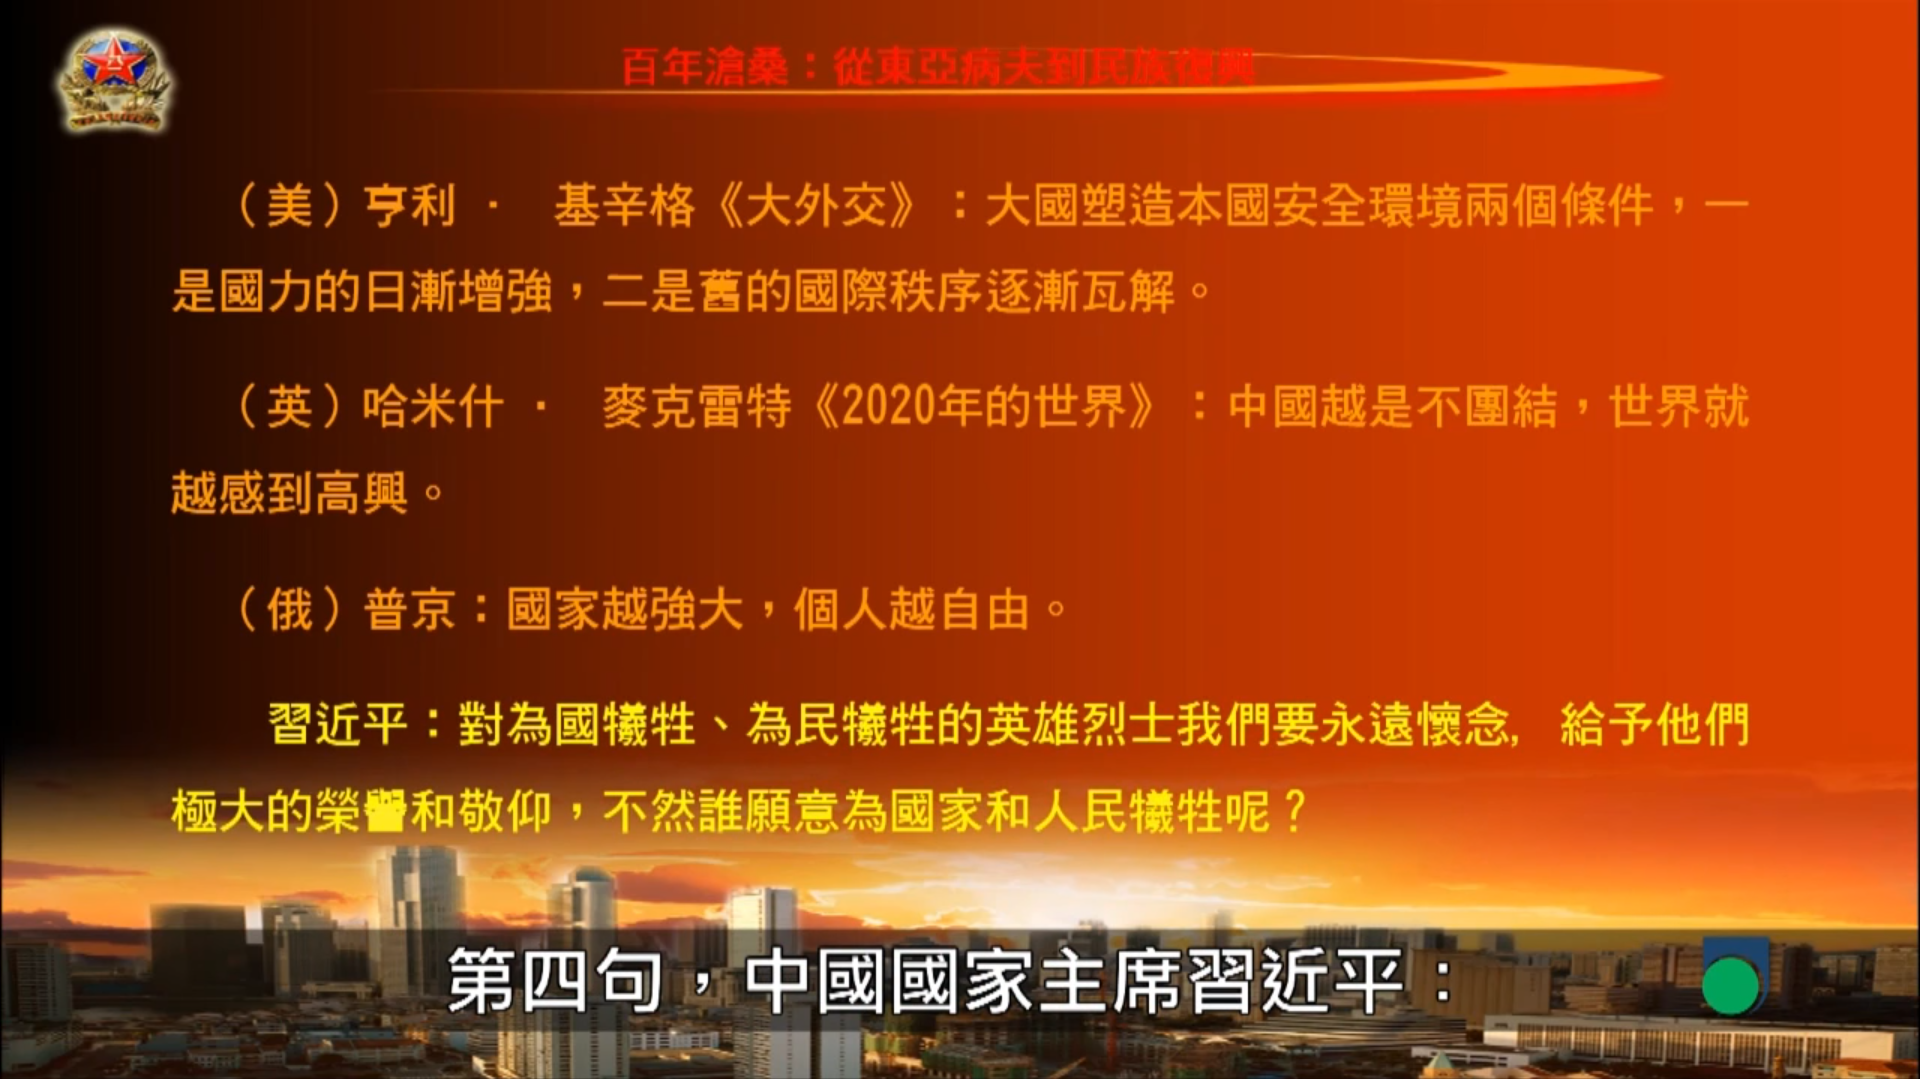 百年滄桑：從東亞病夫到民族復興
（美）亨利 · 基辛格《大外交》：大國塑造本國安全環境兩個條件，一
是國力的日漸增強，二是舊的國際秩序逐漸瓦解。
（英）哈米什 · 麥克雷特《2020年的世界》：中國越是不團結，世界就
越感到高興。
（俄）普京：國家越強大，個人越自由。
習近平：對為國犧牲、為民犧牲的英雄烈士我們要永遠懷念, 給予他們
極大的榮譽和敬仰，不然誰願意為國家和人民犧牲呢？
第四句，中國國家主席習近平：